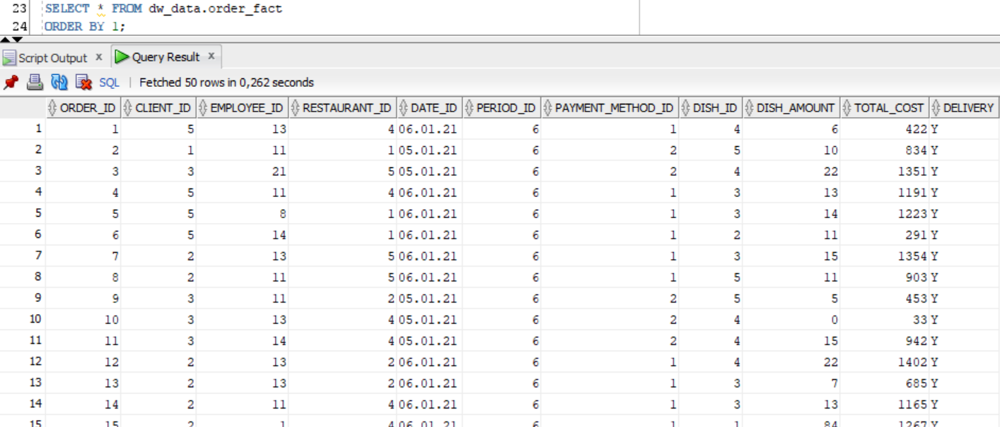 23 SELECT * FROM dw_data.order_fact
24 ORDER BY 1;
Script Output x Query Result x
SQL | Fetched 50 rows in 0,262 seconds
ORDER_ID CLIENT_ID EMPLOYEE_ID RESTAURANT_ID DATE_ID PERIOD_ID PAYMENT_METHOD_ID DISH_ID DISH_AMOUNT TOTAL_COST DELIVERY
1 1 5 13 4 06.01.21 6 1 4 6 422 Y
2 2 1 11 1 05.01.21 6 2 5 10 834 Y
3 3 3 21 5 05.01.21 6 2 4 22 1351 Y
4 4 5 11 4 06.01.21 6 1 3 13 1191 Y
5 5 5 8 1 06.01.21 6 1 3 14 1223 Y
6 6 5 14 1 06.01.21 6 1 2 11 291 Y
7 7 2 13 5 06.01.21 6 1 3 15 1354 Y
8 8 2 11 5 06.01.21 6 1 5 11 903 Y
9 9 3 11 2 05.01.21 6 2 5 5 453 Y
10 10 3 13 4 05.01.21 6 2 4 0 33 Y
11 11 3 14 4 05.01.21 6 2 4 15 942 Y
12 12 2 13 2 06.01.21 6 1 4 22 1402 Y
13 13 2 13 2 06.01.21 6 1 3 7 685 Y
14 14 2 11 4 06.01.21 6 1 3 13 1165 Y
15 15 2 1 4 06.01.21 6 1 1 84 1267 Y